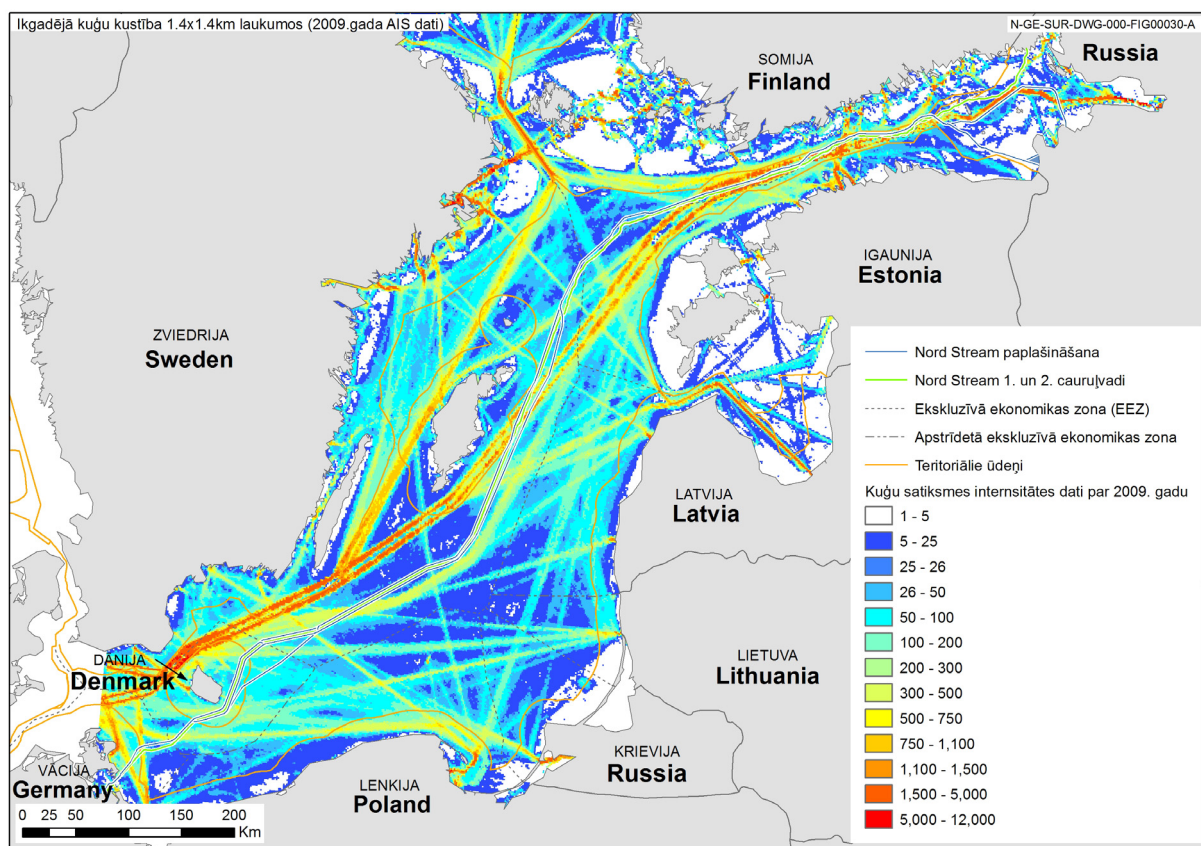 Ikgadējā kuģu kustība 1.4x1.4km laukumos (2009.gada AIS dati)
N-GE-SUR-DWG-000-FIG00030-A
Russia
SOMIJA
Finland
IGAUNIJA
Estonia
ZVIEDRIJA
Sweden
LATVIJA
Latvia
LIETUVA
Lithuania
DĀNIJA
Denmark
KRIEVIJA
Russia
VĀCIJA
Germany
LENKIJA
Poland
0 25 50 100 150 200
Km
Nord Stream paplašināšana
Nord Stream 1. un 2. cauruļvadi
Ekskluzīvā ekonomikas zona (EEZ)
Apstrīdētā ekskluzīvā ekonomikas zona
Teritoriālie ūdeņi
Kuģu satiksmes internsitātes dati par 2009. gadu
1 - 5
5 - 25
25 - 26
26 - 50
50 - 100
100 - 200
200 - 300
300 - 500
500 - 750
750 - 1,100
1,100 - 1,500
1,500 - 5,000
5,000 - 12,000